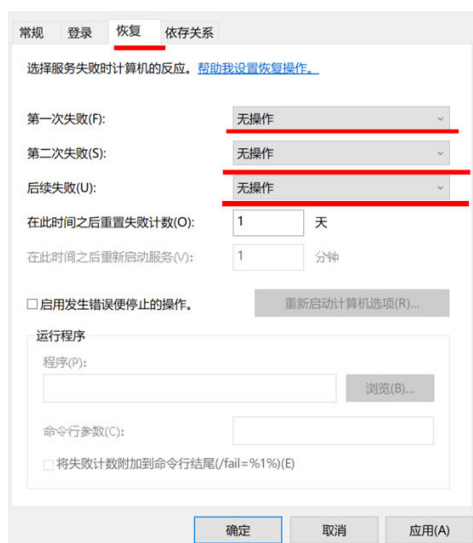 常规 登录 恢复 依存关系
选择服务失败时计算机的反应。帮助我设置恢复操作。
第一次失败(F): 无操作
第二次失败(S): 无操作
后续失败(U): 无操作
在此时间之后重置失败计数(O): 1 天
在此时间之后重新启动服务(V): 1 分钟
启用发生错误便停止的操作。 重新启动计算机选项(R)...
运行程序
程序(P):
浏览(B)...
命令行参数(C):
将失败计数附加到命令行结尾(/fail=%1%)(E)
确定 取消 应用(A)